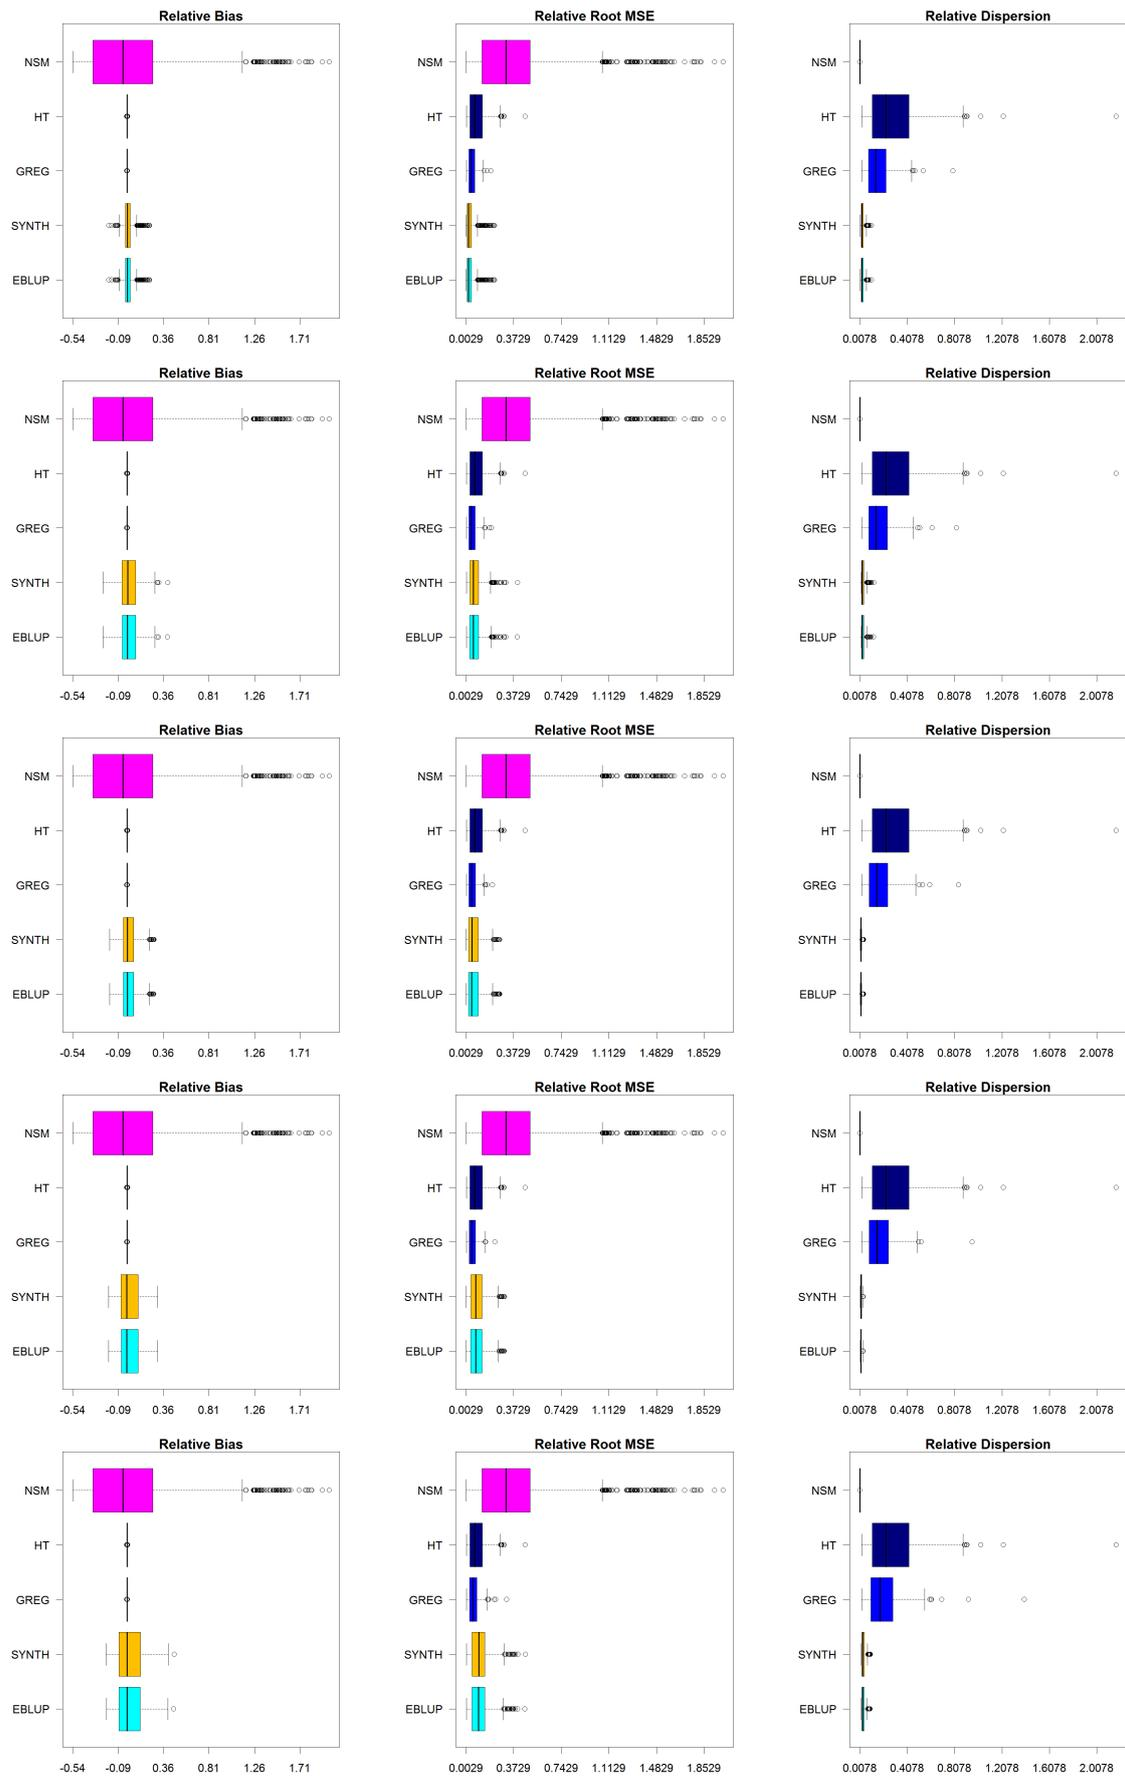 Relative Bias Relative Root MSE Relative Dispersion
NSM NSM NSM
HT HT HT
GREG GREG GREG
SYNTH SYNTH SYNTH
EBLUP EBLUP EBLUP
-0.54 -0.09 0.36 0.81 1.26 1.71 0.0029 0.3729 0.7429 1.1129 1.4829 1.8529 0.0078 0.4078 0.8078 1.2078 1.6078 2.0078
Relative Bias Relative Root MSE Relative Dispersion
NSM NSM NSM
HT HT HT
GREG GREG GREG
SYNTH SYNTH SYNTH
EBLUP EBLUP EBLUP
-0.54 -0.09 0.36 0.81 1.26 1.71 0.0029 0.3729 0.7429 1.1129 1.4829 1.8529 0.0078 0.4078 0.8078 1.2078 1.6078 2.0078
Relative Bias Relative Root MSE Relative Dispersion
NSM NSM NSM
HT HT HT
GREG GREG GREG
SYNTH SYNTH SYNTH
EBLUP EBLUP EBLUP
-0.54 -0.09 0.36 0.81 1.26 1.71 0.0029 0.3729 0.7429 1.1129 1.4829 1.8529 0.0078 0.4078 0.8078 1.2078 1.6078 2.0078
Relative Bias Relative Root MSE Relative Dispersion
NSM NSM NSM
HT HT HT
GREG GREG GREG
SYNTH SYNTH SYNTH
EBLUP EBLUP EBLUP
-0.54 -0.09 0.36 0.81 1.26 1.71 0.0029 0.3729 0.7429 1.1129 1.4829 1.8529 0.0078 0.4078 0.8078 1.2078 1.6078 2.0078
Relative Bias Relative Root MSE Relative Dispersion
NSM NSM NSM
HT HT HT
GREG GREG GREG
SYNTH SYNTH SYNTH
EBLUP EBLUP EBLUP
-0.54 -0.09 0.36 0.81 1.26 1.71 0.0029 0.3729 0.7429 1.1129 1.4829 1.8529 0.0078 0.4078 0.8078 1.2078 1.6078 2.0078